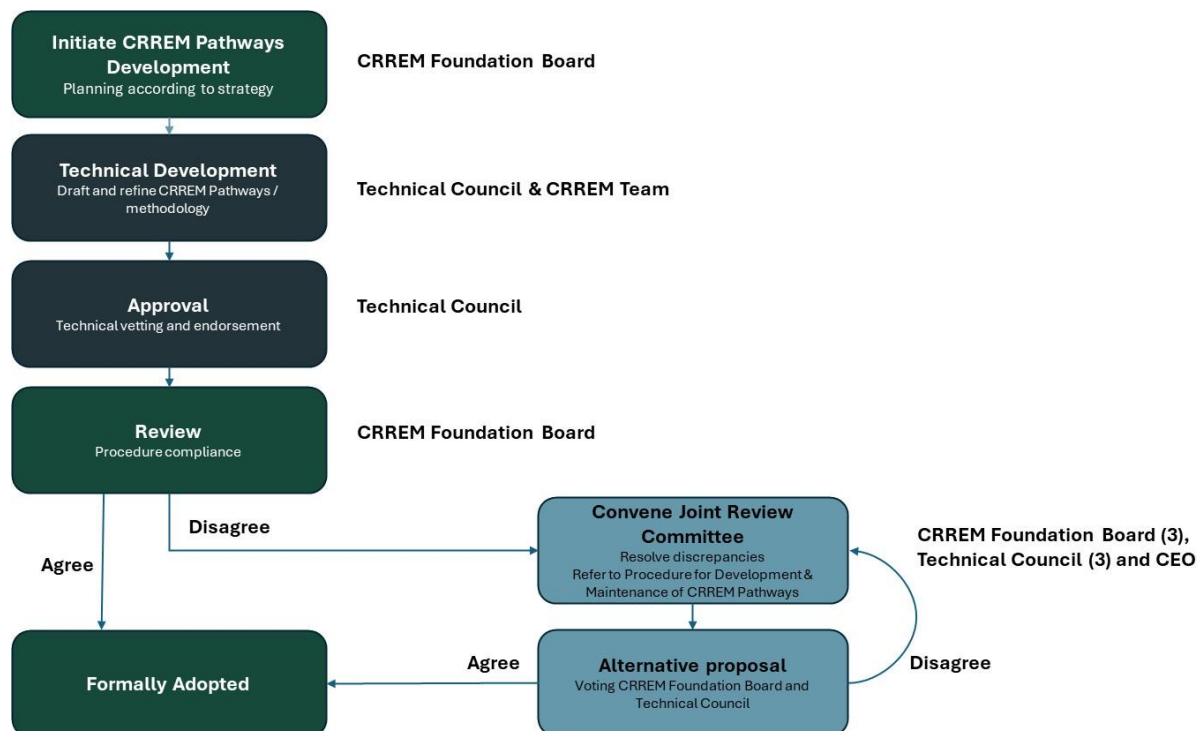 Initiate CRREM Pathways
Development
Planning according to strategy
CRREM Foundation Board
Technical Development
Draft and refine CRREM Pathways /
methodology
Technical Council & CRREM Team
Approval
Technical vetting and endorsement
Technical Council
Review
Procedure compliance
CRREM Foundation Board
Agree
Disagree
Convene Joint Review
Committee
Resolve discrepancies
Refer to Procedure for Development &
Maintenance of CRREM Pathways
CRREM Foundation Board (3),
Technical Council (3) and CEO
Formally Adopted
Agree
Alternative proposal
Voting CRREM Foundation Board and
Technical Council
Disagree